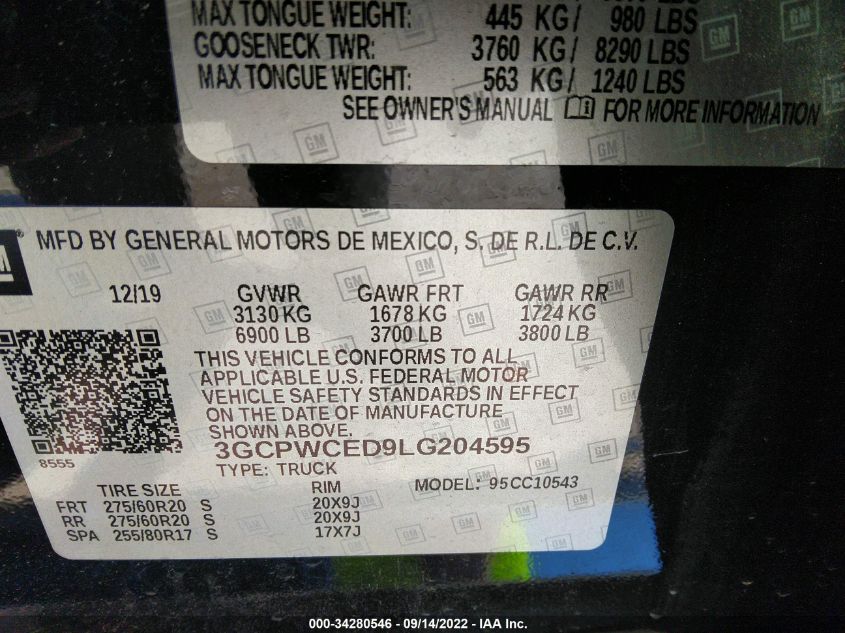 MAX TONGUE WEIGHT: 445 KG/ 980 LBS
GOOSENECK TWR: 3760 KG/ 8290 LBS
MAX TONGUE WEIGHT: 563 KG/ 1240 LBS
SEE OWNER'S MANUAL FOR MORE INFORMATION
GM
MFD BY GENERAL MOTORS DE MEXICO, S. DE R.L. DE C.V.
12/19 GVWR GAWR FRT GAWR RR
3130 KG 1678 KG 1724 KG
6900 LB 3700 LB 3800 LB
THIS VEHICLE CONFORMS TO ALL
APPLICABLE U.S. FEDERAL MOTOR
VEHICLE SAFETY STANDARDS IN EFFECT
ON THE DATE OF MANUFACTURE
SHOWN ABOVE.
8555
3GCPWCED9LG204595
TYPE: TRUCK MODEL: 95CC10543
TIRE SIZE RIM
FRT 275/60R20 S 20X9J
RR 275/60R20 S 20X9J
SPA 255/80R17 S 17X7J
000-34280546 - 09/14/2022 - IAA Inc.